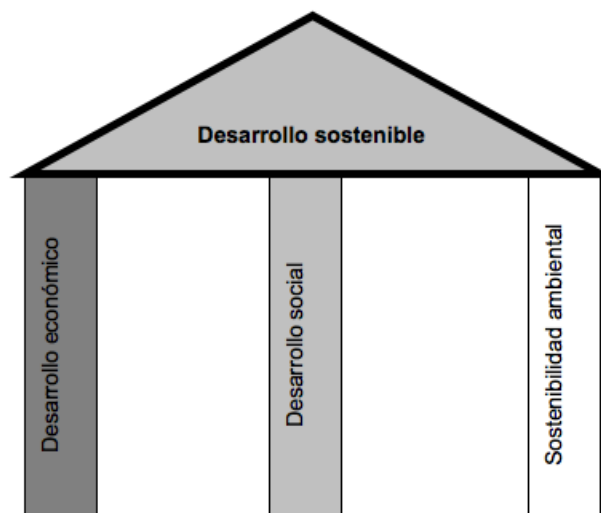 Desarrollo sostenible
Desarrollo económico
Desarrollo social
Sostenibilidad ambiental